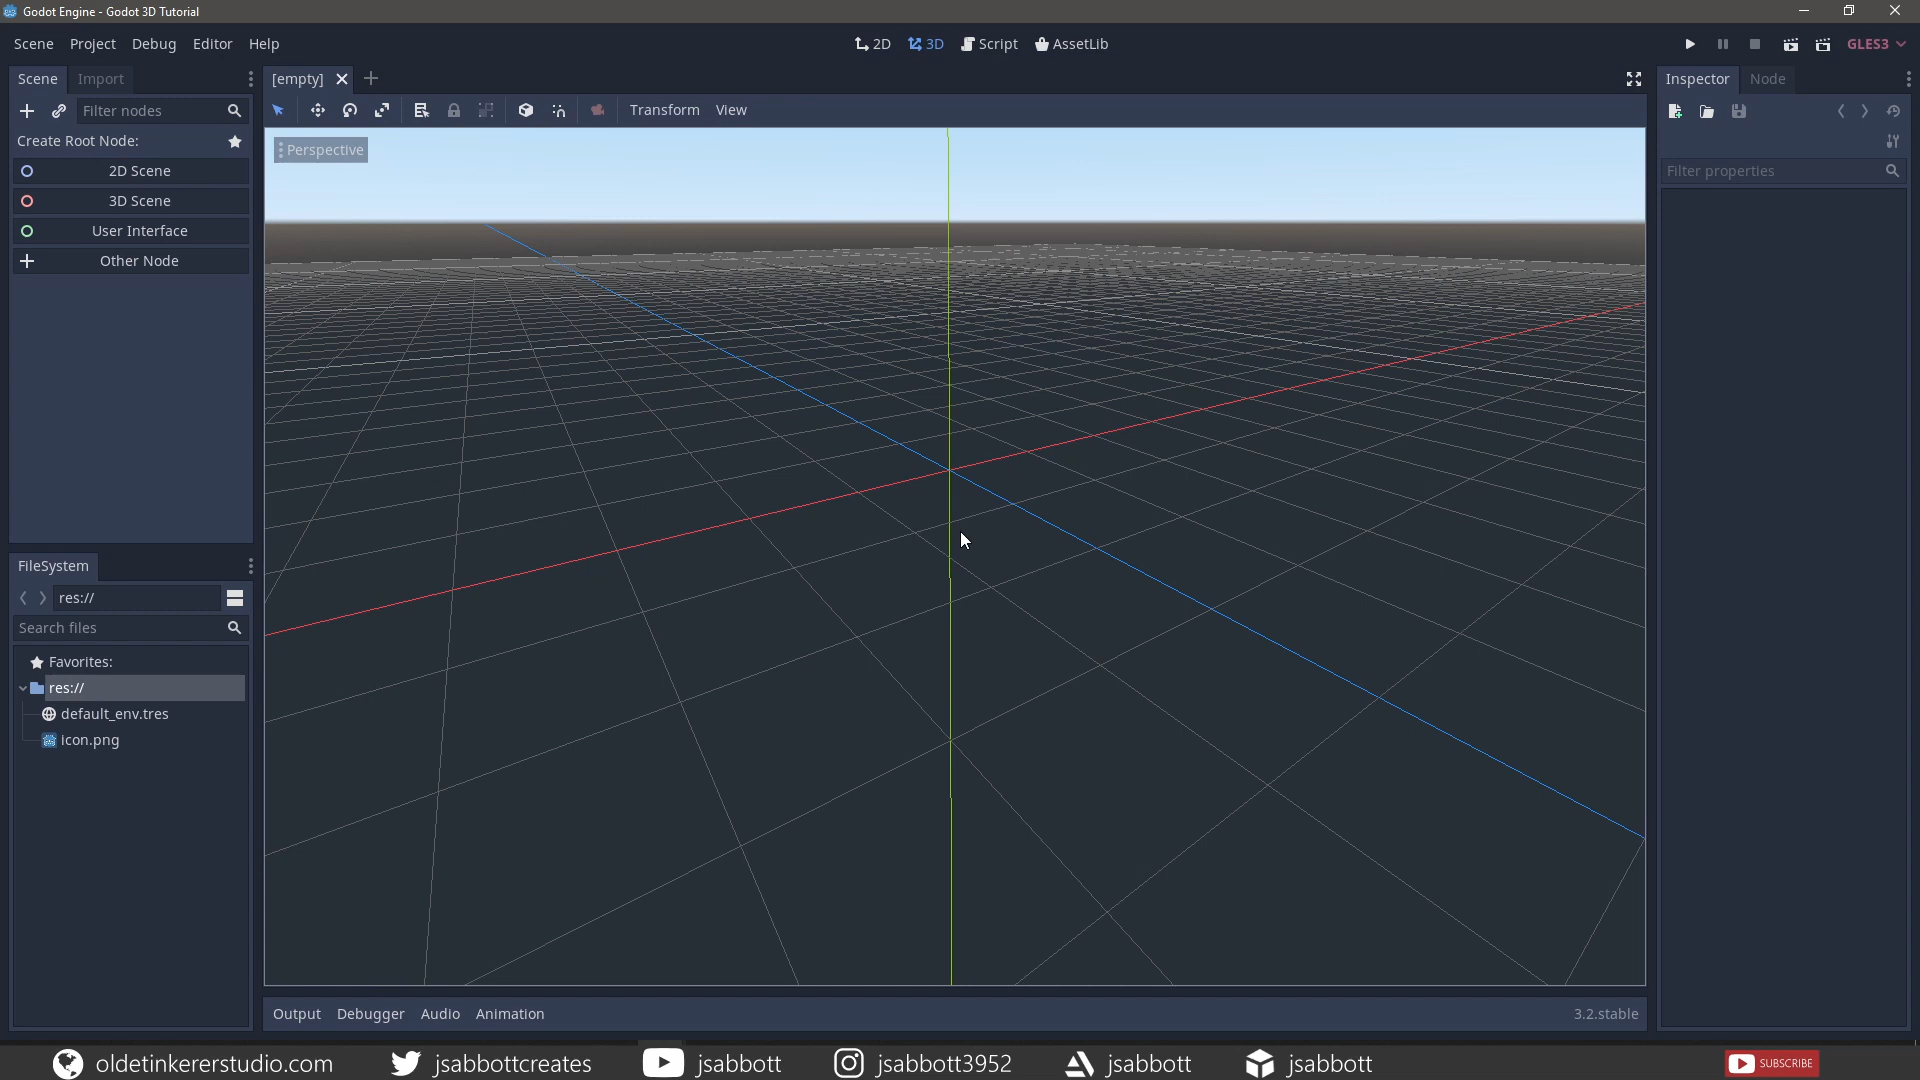 Godot Engine - Godot 3D Tutorial
Scene Project Debug Editor Help
2D 3D Script AssetLib
GLES3
Scene Import
[empty]
Inspector Node
Filter nodes
Transform View
Create Root Node:
Perspective
2D Scene
3D Scene
User Interface
Other Node
Filter properties
FileSystem
res://
Search files
Favorites:
res://
default_env.tres
icon.png
Output Debugger Audio Animation
3.2.stable
oldetinkererstudio.com jsabbottcreates jsabbott jsabbott3952 jsabbott jsabbott SUBSCRIBE